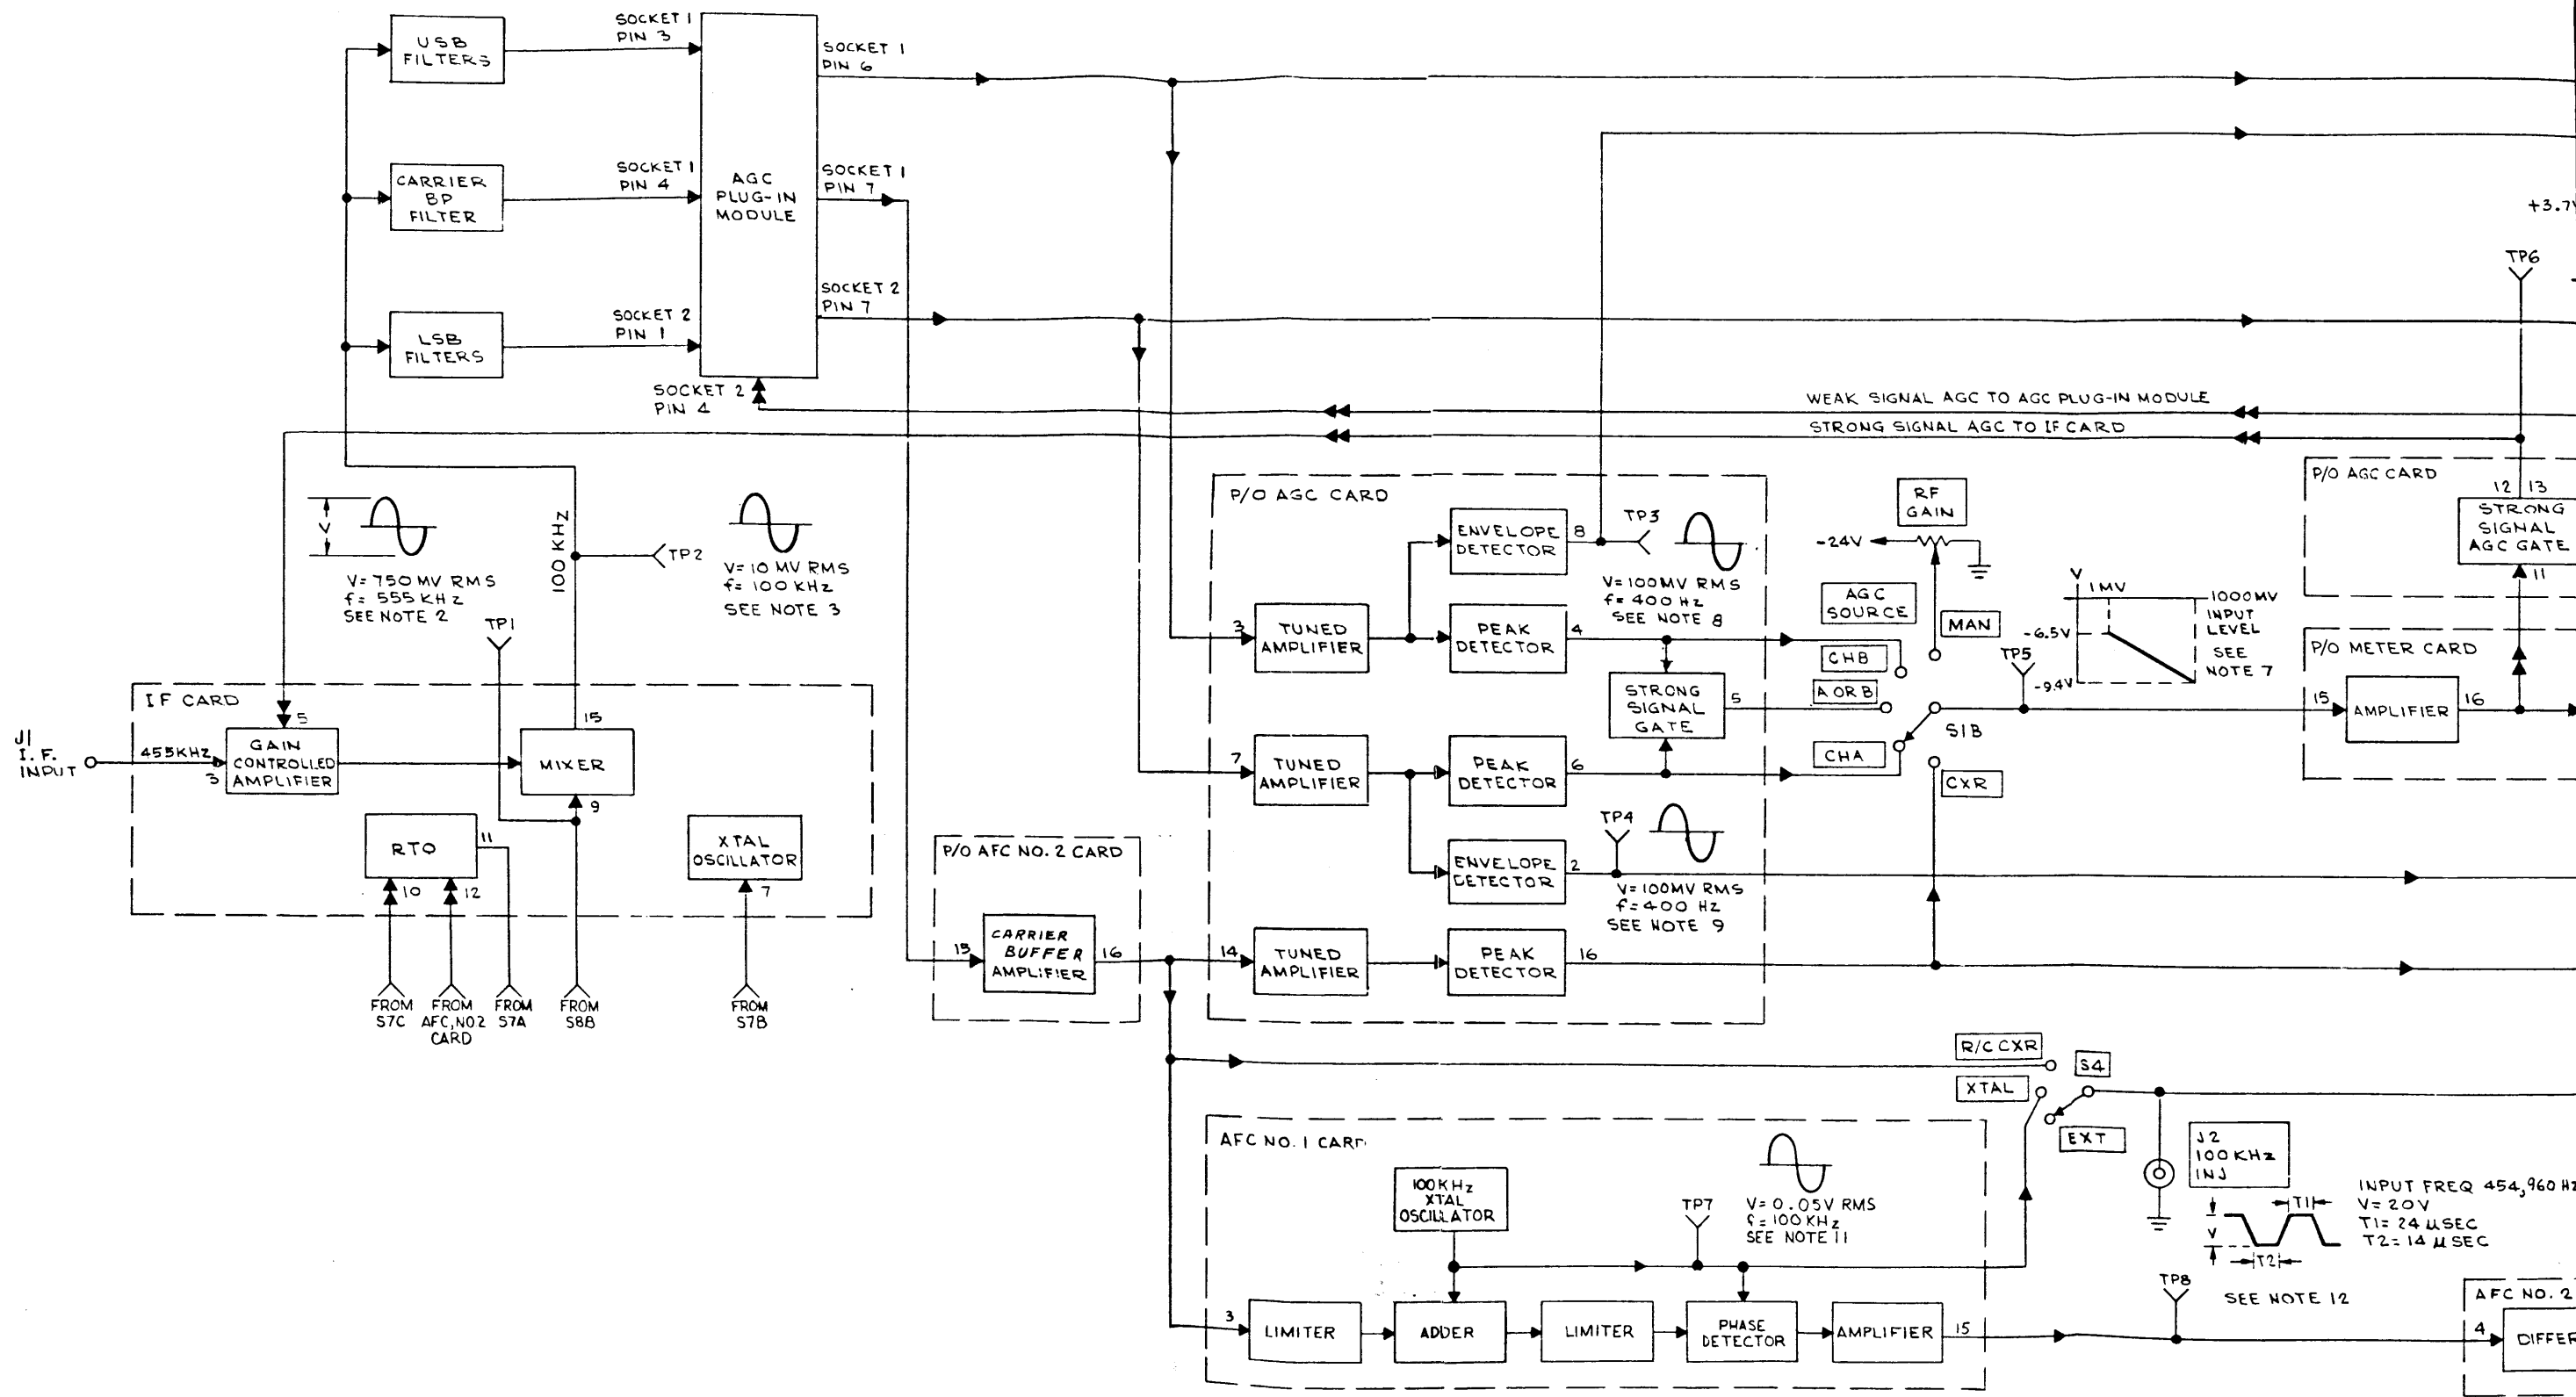 USB
FILTERS
SOCKET 1
PIN 3
SOCKET 1
PIN 6
CARRIER
BP
FILTER
SOCKET 1
PIN 4
AGC
PLUG-IN
MODULE
SOCKET 1
PIN 7
LSB
FILTERS
SOCKET 2
PIN 1
SOCKET 2
PIN 7
SOCKET 2
PIN 4
+3.7V
TP6
WEAK SIGNAL AGC TO AGC PLUG-IN MODULE
STRONG SIGNAL AGC TO IF CARD
V
V=750 MV RMS
f= 555 KHz
SEE NOTE 2
100 KHz
TP2
V=10 MV RMS
f= 100 KHz
SEE NOTE 3
TP1
IF CARD
J1
I.F.
INPUT
455KHZ
3
5
GAIN
CONTROLLED
AMPLIFIER
15
MIXER
9
RTO
11
10
12
XTAL
OSCILLATOR
7
FROM
S7C
FROM
AFC, NO.2
CARD
FROM
S7A
FROM
S8B
FROM
S7B
P/O AFC NO. 2 CARD
15
CARRIER
BUFFER
AMPLIFIER
16
P/O AGC CARD
ENVELOPE
DETECTOR
8
TP3
V=100MV RMS
f=400 Hz
SEE NOTE 8
3
TUNED
AMPLIFIER
PEAK
DETECTOR
4
STRONG
SIGNAL
GATE
5
7
TUNED
AMPLIFIER
PEAK
DETECTOR
6
TP4
ENVELOPE
DETECTOR
2
V=100MV RMS
f=400 HZ
SEE NOTE 9
14
TUNED
AMPLIFIER
PEAK
DETECTOR
16
RF
GAIN
-24V
AGC
SOURCE
MAN
CHB
A OR B
CHA
S1B
CXR
TP5
V
1MV
1000MV
INPUT
LEVEL
-6.5V
-9.4V
SEE
NOTE 7
P/O AGC CARD
12
13
STRONG
SIGNAL
AGC GATE
11
P/O METER CARD
15
AMPLIFIER
16
R/C CXR
XTAL
S4
EXT
J2
100 KHz
INJ
AFC NO. 1 CARD
100KHz
XTAL
OSCILLATOR
TP7
V=0.05V RMS
f=100KHz
SEE NOTE 11
3
LIMITER
ADDER
LIMITER
PHASE
DETECTOR
AMPLIFIER
15
INPUT FREQ 454,960 HZ
V=20V
T1=24 µSEC
T2=14 µSEC
V
T1
T2
SEE NOTE 12
TP8
AFC NO. 2
4
DIFFER